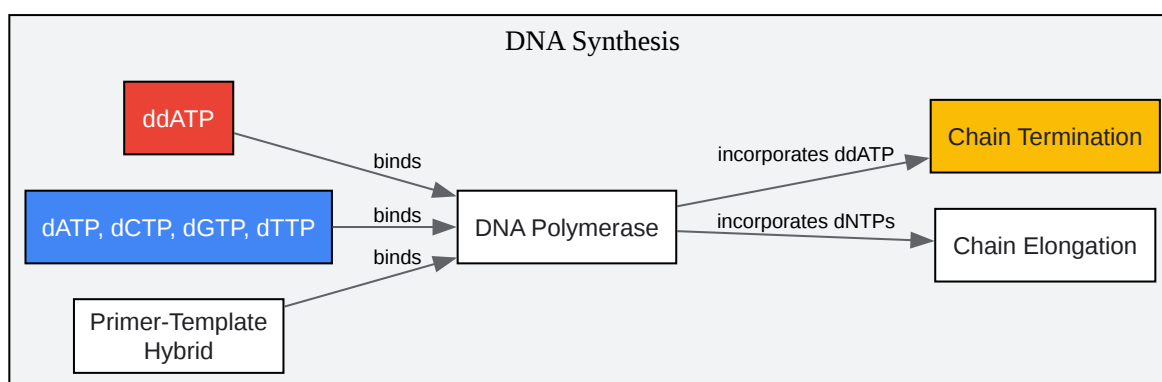 DNA Synthesis
ddATP
dATP, dCTP, dGTP, dTTP
Primer-Template
Hybrid
binds
binds
binds
DNA Polymerase
incorporates ddATP
incorporates dNTPs
Chain Termination
Chain Elongation